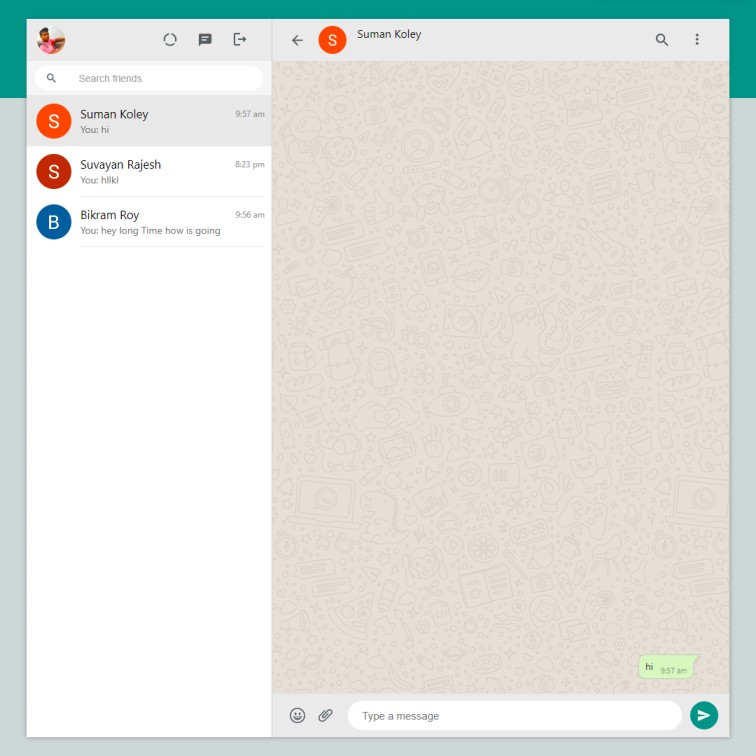 Search friends
Suman Koley 9:57 am
You: hi
Suvayan Rajesh 8:23 pm
You: hllkl
Bikram Roy 9:56 am
You: hey long Time how is going
S
S
B
S Suman Koley
hi 9:57 am
Type a message